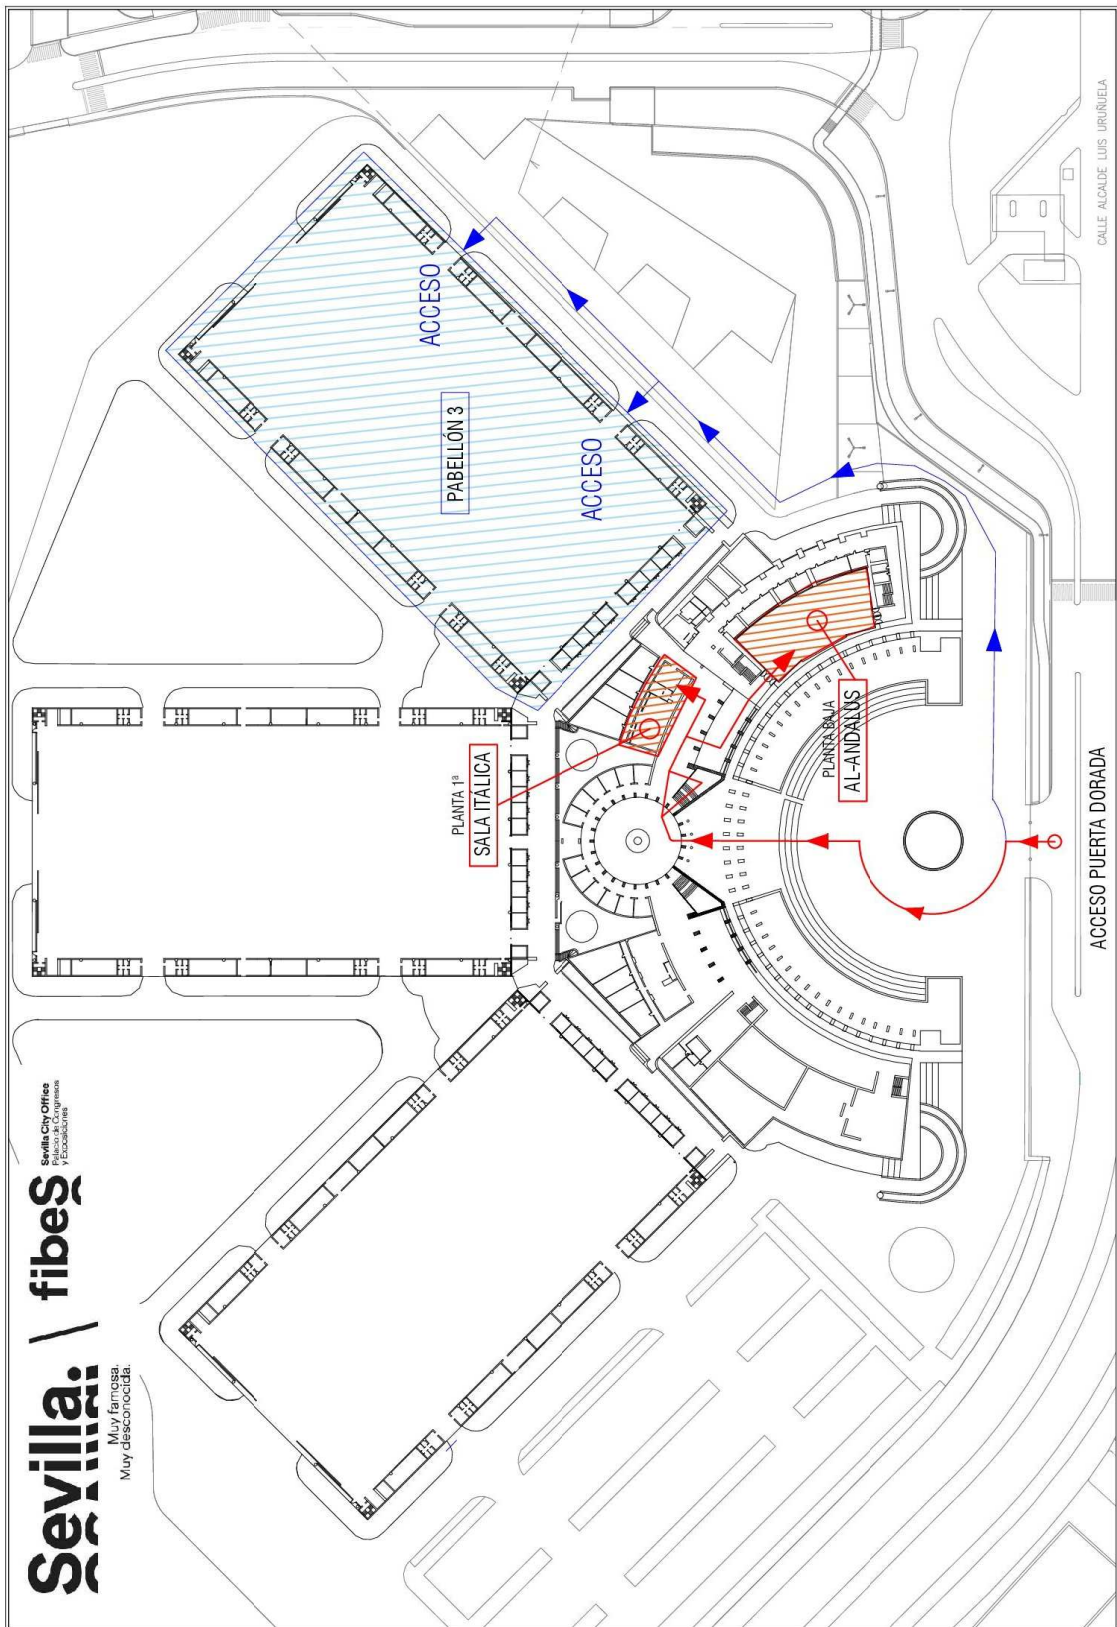 Sevilla.
Muy famosa.
Muy desconocida.
fibes
Sevilla City Office
Palacio de Congresos
y Exposiciones
PLANTA 1ª
SALA ITÁLICA
PABELLÓN 3
ACCESO
ACCESO
PLANTA BAJA
AL-ANDALUS
ACCESO PUERTA DORADA
CALLE ALCALDE LUIS URUÑUELA